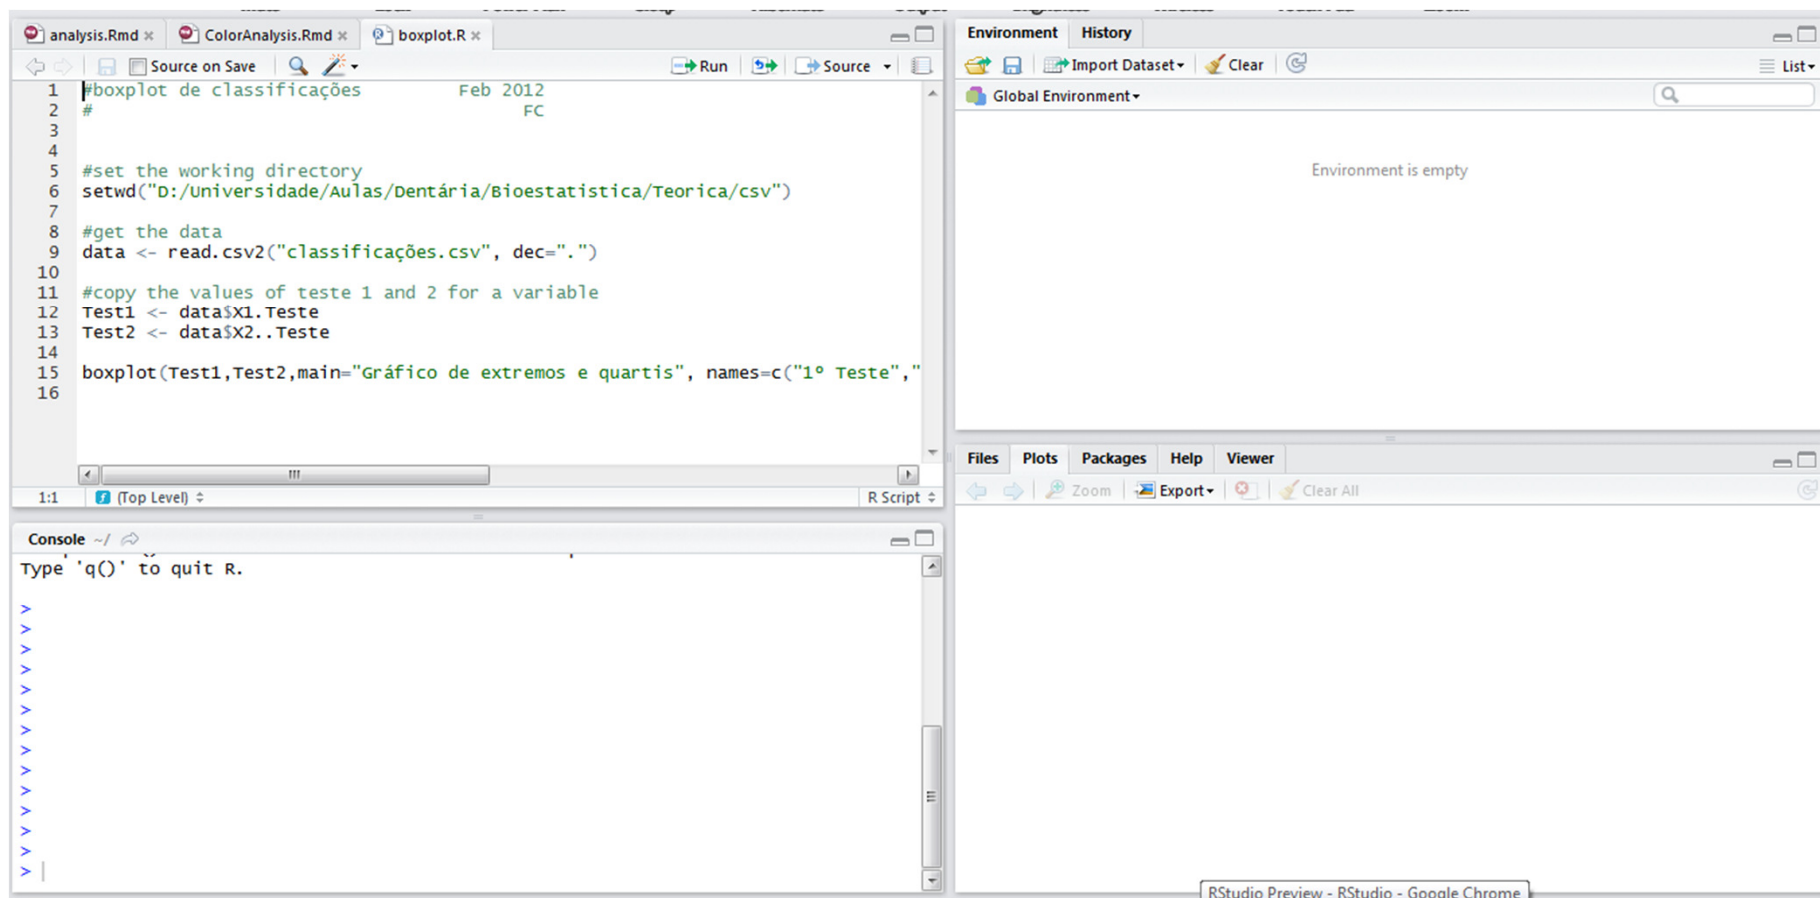 analysis.Rmd ColorAnalysis.Rmd boxplot.R
Source on Save Run Source
1 #boxplot de classificações Feb 2012
2 # FC
3
4
5 #set the working directory
6 setwd("D:/Universidade/Aulas/Dentária/Bioestatistica/Teorica/csv")
7
8 #get the data
9 data <- read.csv2("classificações.csv", dec=".")
10
11 #copy the values of teste 1 and 2 for a variable
12 Test1 <- data$X1.Teste
13 Test2 <- data$X2..Teste
14
15 boxplot(Test1,Test2,main="Gráfico de extremos e quartis", names=c("1º Teste","
16
1:1 (Top Level) R Script
Console ~/
Type 'q()' to quit R.
>
>
>
>
>
>
>
>
>
>
>
>
>
>
Environment History
Import Dataset Clear List
Global Environment
Environment is empty
Files Plots Packages Help Viewer
Zoom Export Clear All
RStudio Preview - RStudio - Google Chrome